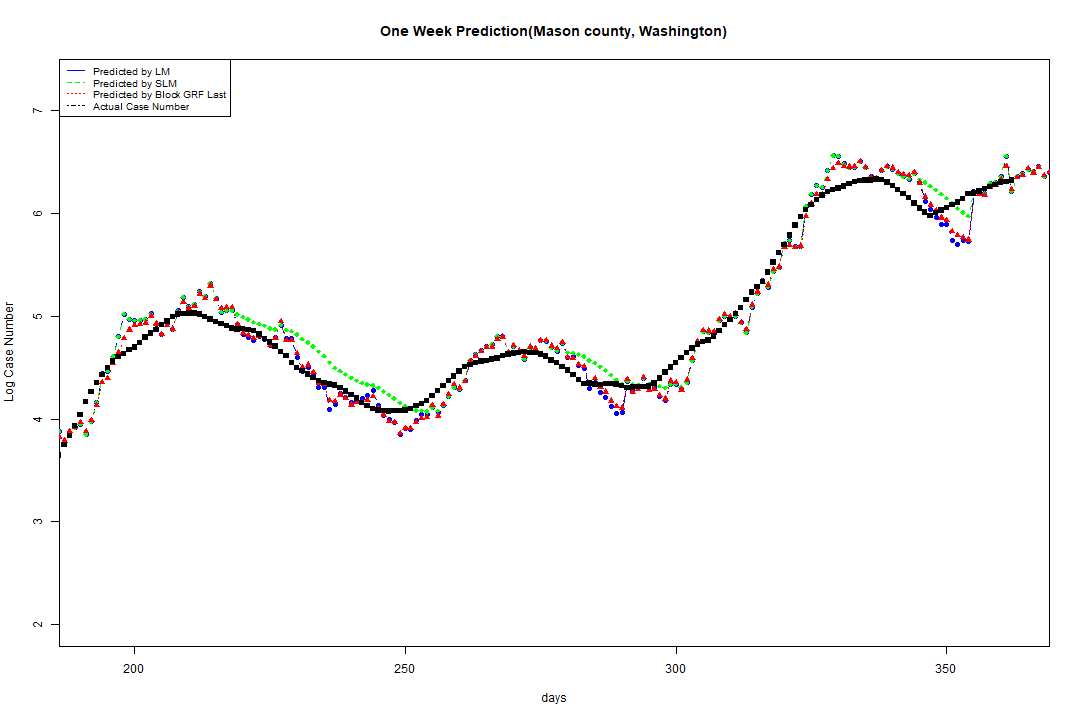 One Week Prediction(Mason county, Washington)
Predicted by LM
Predicted by SLM
Predicted by Block GRF Last
Actual Case Number
7
6
5
4
3
2
Log Case Number
200 250 300 350
days